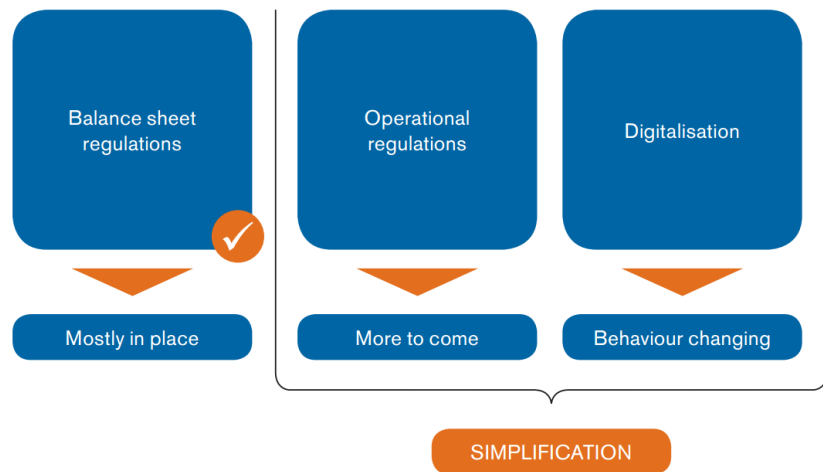 Balance sheet
regulations
Operational
regulations
Digitalisation
Mostly in place
More to come
Behaviour changing
SIMPLIFICATION